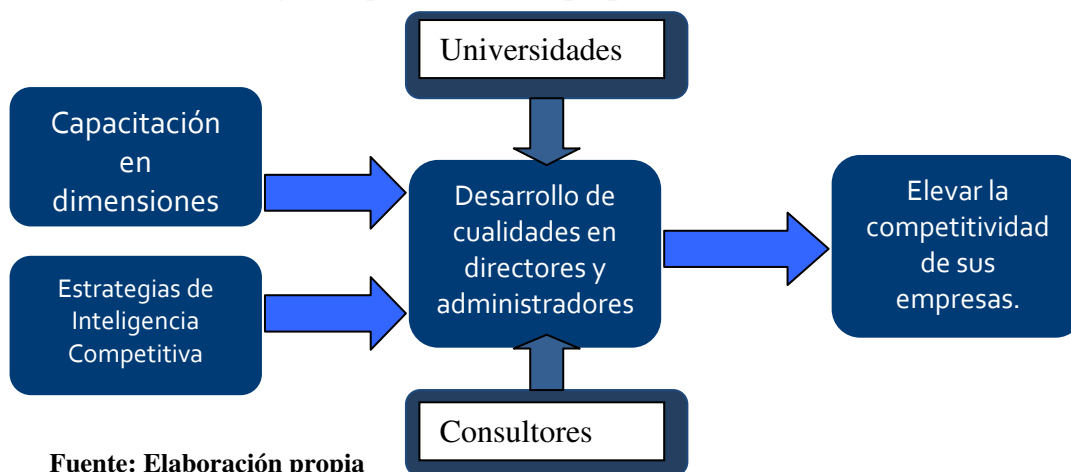 Universidades
Capacitación
en
dimensiones
Estrategias de
Inteligencia
Competitiva
Desarrollo de
cualidades en
directores y
administradores
Elevar la
competitividad
de sus
empresas.
Consultores
Fuente: Elaboración propia